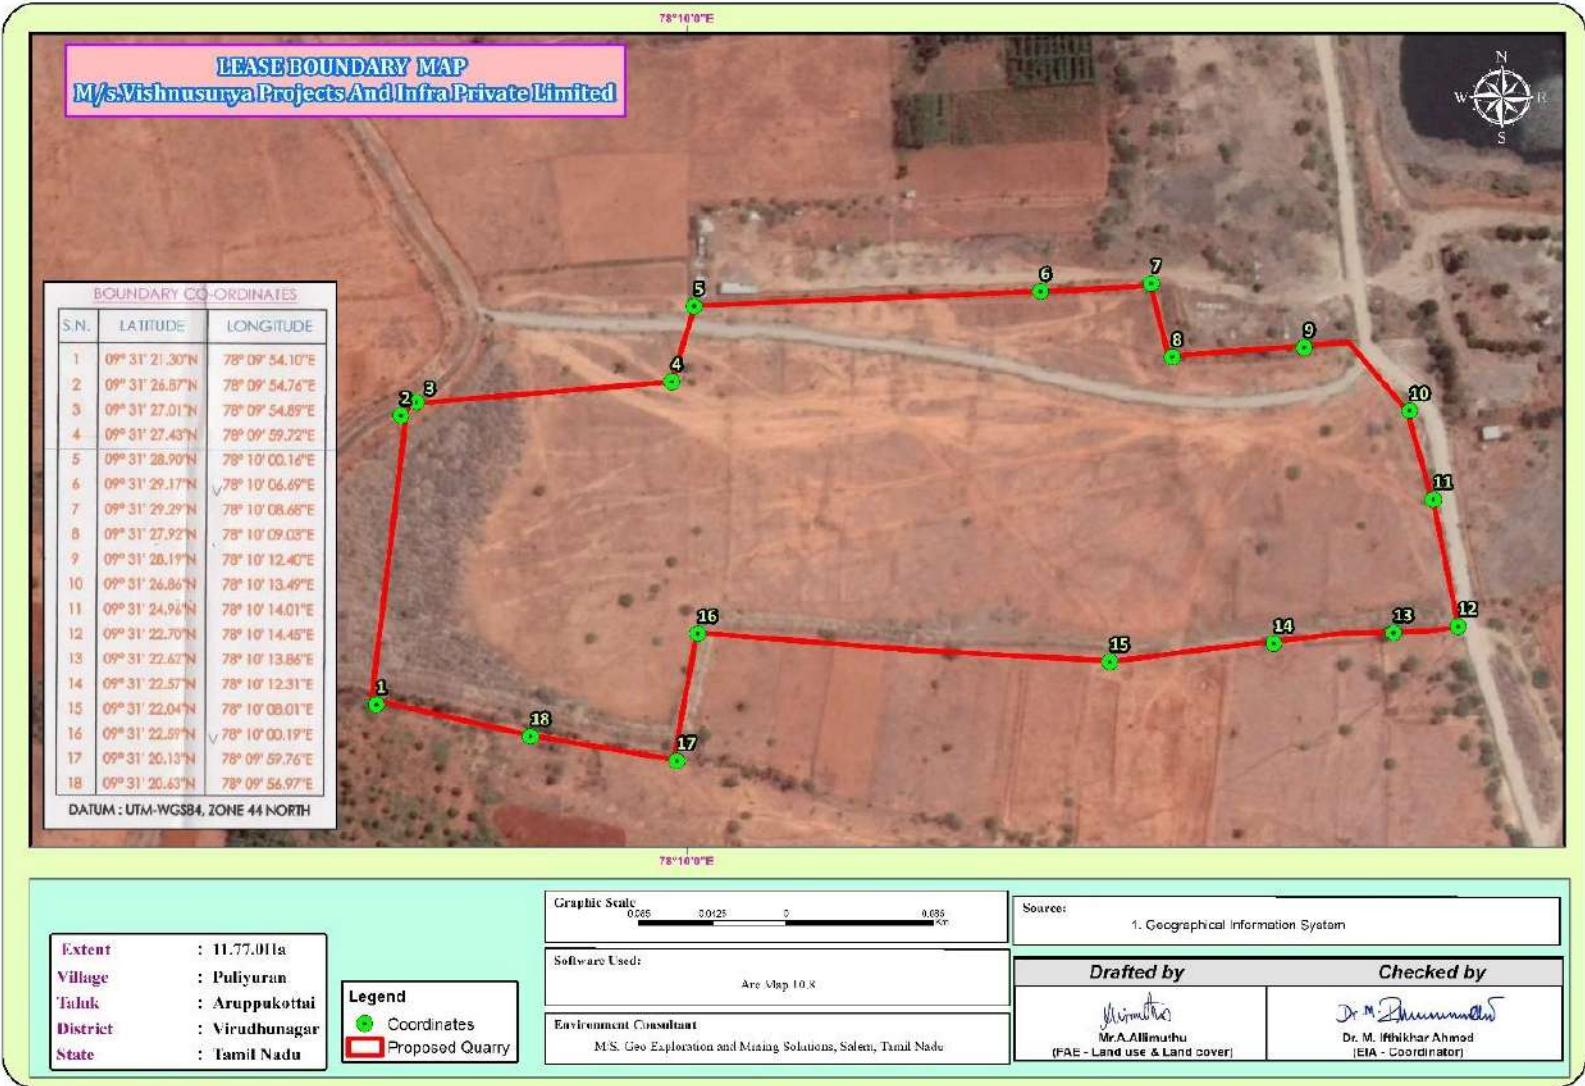 78°10'0"E
LEASE BOUNDARY MAP
M/s.Vishnusurya Projects And Infra Private Limited
N
W
S
BOUNDARY CO-ORDINATES
S.N. LATITUDE LONGITUDE
1 09° 31' 21.30"N 78° 09' 54.10"E
2 09° 31' 26.87"N 78° 09' 54.76"E
3 09° 31' 27.01"N 78° 09' 54.89"E
4 09° 31' 27.43"N 78° 09' 59.72"E
5 09° 31' 28.90"N 78° 10' 00.16"E
6 09° 31' 29.17"N 78° 10' 06.69"E
7 09° 31' 29.29"N 78° 10' 08.68"E
8 09° 31' 27.92"N 78° 10' 09.03"E
9 09° 31' 28.19"N 78° 10' 12.40"E
10 09° 31' 26.86"N 78° 10' 13.49"E
11 09° 31' 24.96"N 78° 10' 14.01"E
12 09° 31' 22.70"N 78° 10' 14.45"E
13 09° 31' 22.62"N 78° 10' 13.86"E
14 09° 31' 22.57"N 78° 10' 12.31"E
15 09° 31' 22.04"N 78° 10' 08.01"E
16 09° 31' 22.59"N 78° 10' 00.19"E
17 09° 31' 20.13"N 78° 09' 59.76"E
18 09° 31' 20.63"N 78° 09' 56.97"E
DATUM : UTM-WGS84, ZONE 44 NORTH
1
2
3
4
5
6
7
8
9
10
11
12
13
14
15
16
17
18
78°10'0"E
Extent : 11.77.0Ha
Village : Puliyuran
Taluk : Aruppukottai
District : Virudhunagar
State : Tamil Nadu
Legend
Coordinates
Proposed Quarry
Graphic Scale
0.085 0.0425 0 0.085
Km
Software Used:
Arc Map 10.8
Environment Consultant
M/S. Geo Exploration and Mining Solutions, Salem, Tamil Nadu
Source:
1. Geographical Information System
Drafted by
Mr.A.Allimuthu
(FAE - Land use & Land cover)
Checked by
Dr. M. Ifthikhar Ahmed
(EIA - Coordinator)